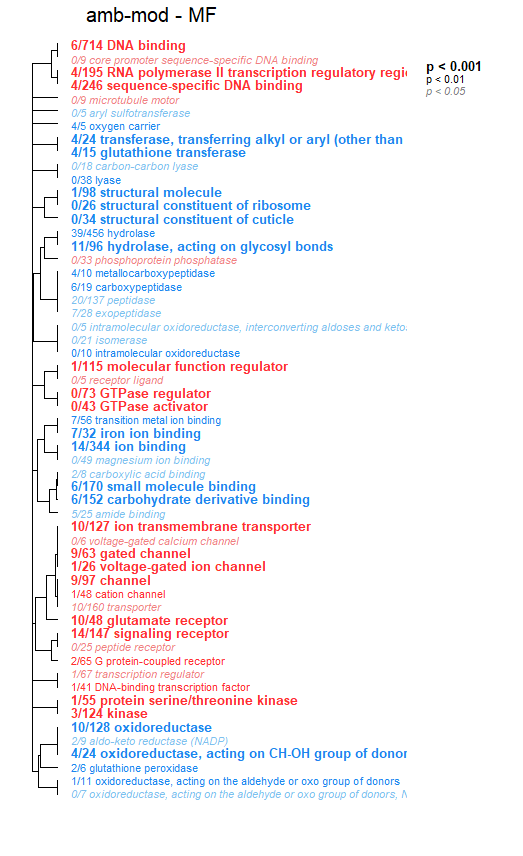 amb-mod - MF
6/714 DNA binding
0/9 core promoter sequence-specific DNA binding
4/195 RNA polymerase II transcription regulatory regi
4/246 sequence-specific DNA binding
0/9 microtubule motor
0/5 aryl sulfotransferase
4/5 oxygen carrier
4/24 transferase, transferring alkyl or aryl (other than
4/15 glutathione transferase
0/18 carbon-carbon lyase
0/38 lyase
1/98 structural molecule
0/26 structural constituent of ribosome
0/34 structural constituent of cuticle
39/456 hydrolase
11/96 hydrolase, acting on glycosyl bonds
0/33 phosphoprotein phosphatase
4/10 metallocarboxypeptidase
6/19 carboxypeptidase
20/137 peptidase
7/28 exopeptidase
0/5 intramolecular oxidoreductase, interconverting aldoses and keto
0/21 isomerase
0/10 intramolecular oxidoreductase
1/115 molecular function regulator
0/5 receptor ligand
0/73 GTPase regulator
0/43 GTPase activator
7/56 transition metal ion binding
7/32 iron ion binding
14/344 ion binding
0/49 magnesium ion binding
2/8 carboxylic acid binding
6/170 small molecule binding
6/152 carbohydrate derivative binding
5/25 amide binding
10/127 ion transmembrane transporter
0/6 voltage-gated calcium channel
9/63 gated channel
1/26 voltage-gated ion channel
9/97 channel
1/48 cation channel
10/160 transporter
10/48 glutamate receptor
14/147 signaling receptor
0/25 peptide receptor
2/65 G protein-coupled receptor
1/67 transcription regulator
1/41 DNA-binding transcription factor
1/55 protein serine/threonine kinase
3/124 kinase
10/128 oxidoreductase
2/9 aldo-keto reductase (NADP)
4/24 oxidoreductase, acting on CH-OH group of donor
2/6 glutathione peroxidase
1/11 oxidoreductase, acting on the aldehyde or oxo group of donors
0/7 oxidoreductase, acting on the aldehyde or oxo group of donors, N
p < 0.001
p < 0.01
p < 0.05